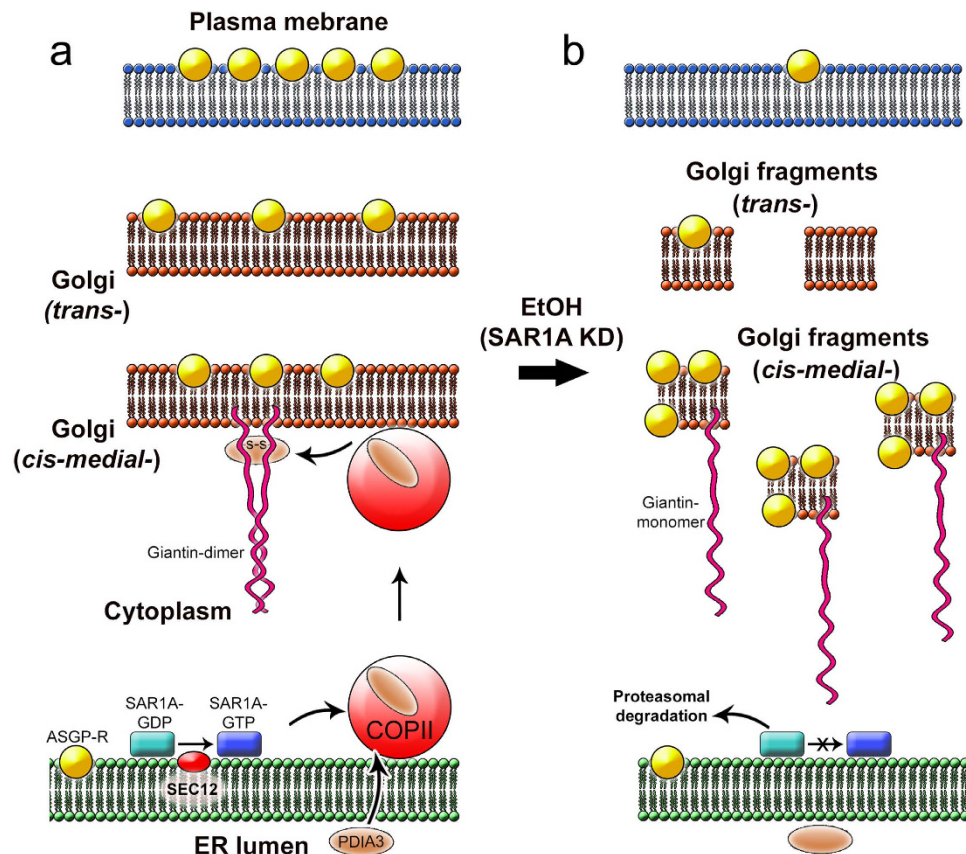 a
Plasma mebrane
Golgi
(trans-)
Golgi
(cis-medial-)
S-S
Giantin-dimer
Cytoplasm
SAR1A-
GDP
SAR1A-
GTP
ASGP-R
SEC12
COPII
ER lumen
PDIA3
EtOH
(SAR1A KD)
b
Golgi fragments
(trans-)
Golgi fragments
(cis-medial-)
Giantin-
monomer
Proteasomal
degradation